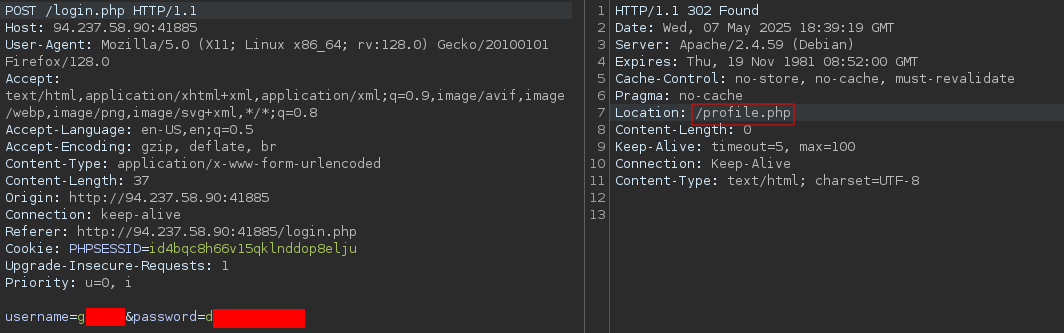 POST /login.php HTTP/1.1
Host: 94.237.58.90:41885
User-Agent: Mozilla/5.0 (X11; Linux x86_64; rv:128.0) Gecko/20100101
Firefox/128.0
Accept:
text/html,application/xhtml+xml,application/xml;q=0.9,image/avif,image
/webp,image/png,image/svg+xml,*/*;q=0.8
Accept-Language: en-US,en;q=0.5
Accept-Encoding: gzip, deflate, br
Content-Type: application/x-www-form-urlencoded
Content-Length: 37
Origin: http://94.237.58.90:41885
Connection: keep-alive
Referer: http://94.237.58.90:41885/login.php
Cookie: PHPSESSID=id4bqc8h66v15qklnddop8elju
Upgrade-Insecure-Requests: 1
Priority: u=0, i
username=g &password=d
1 HTTP/1.1 302 Found
2 Date: Wed, 07 May 2025 18:39:19 GMT
3 Server: Apache/2.4.59 (Debian)
4 Expires: Thu, 19 Nov 1981 08:52:00 GMT
5 Cache-Control: no-store, no-cache, must-revalidate
6 Pragma: no-cache
7 Location: /profile.php
8 Content-Length: 0
9 Keep-Alive: timeout=5, max=100
10 Connection: Keep-Alive
11 Content-Type: text/html; charset=UTF-8
12
13